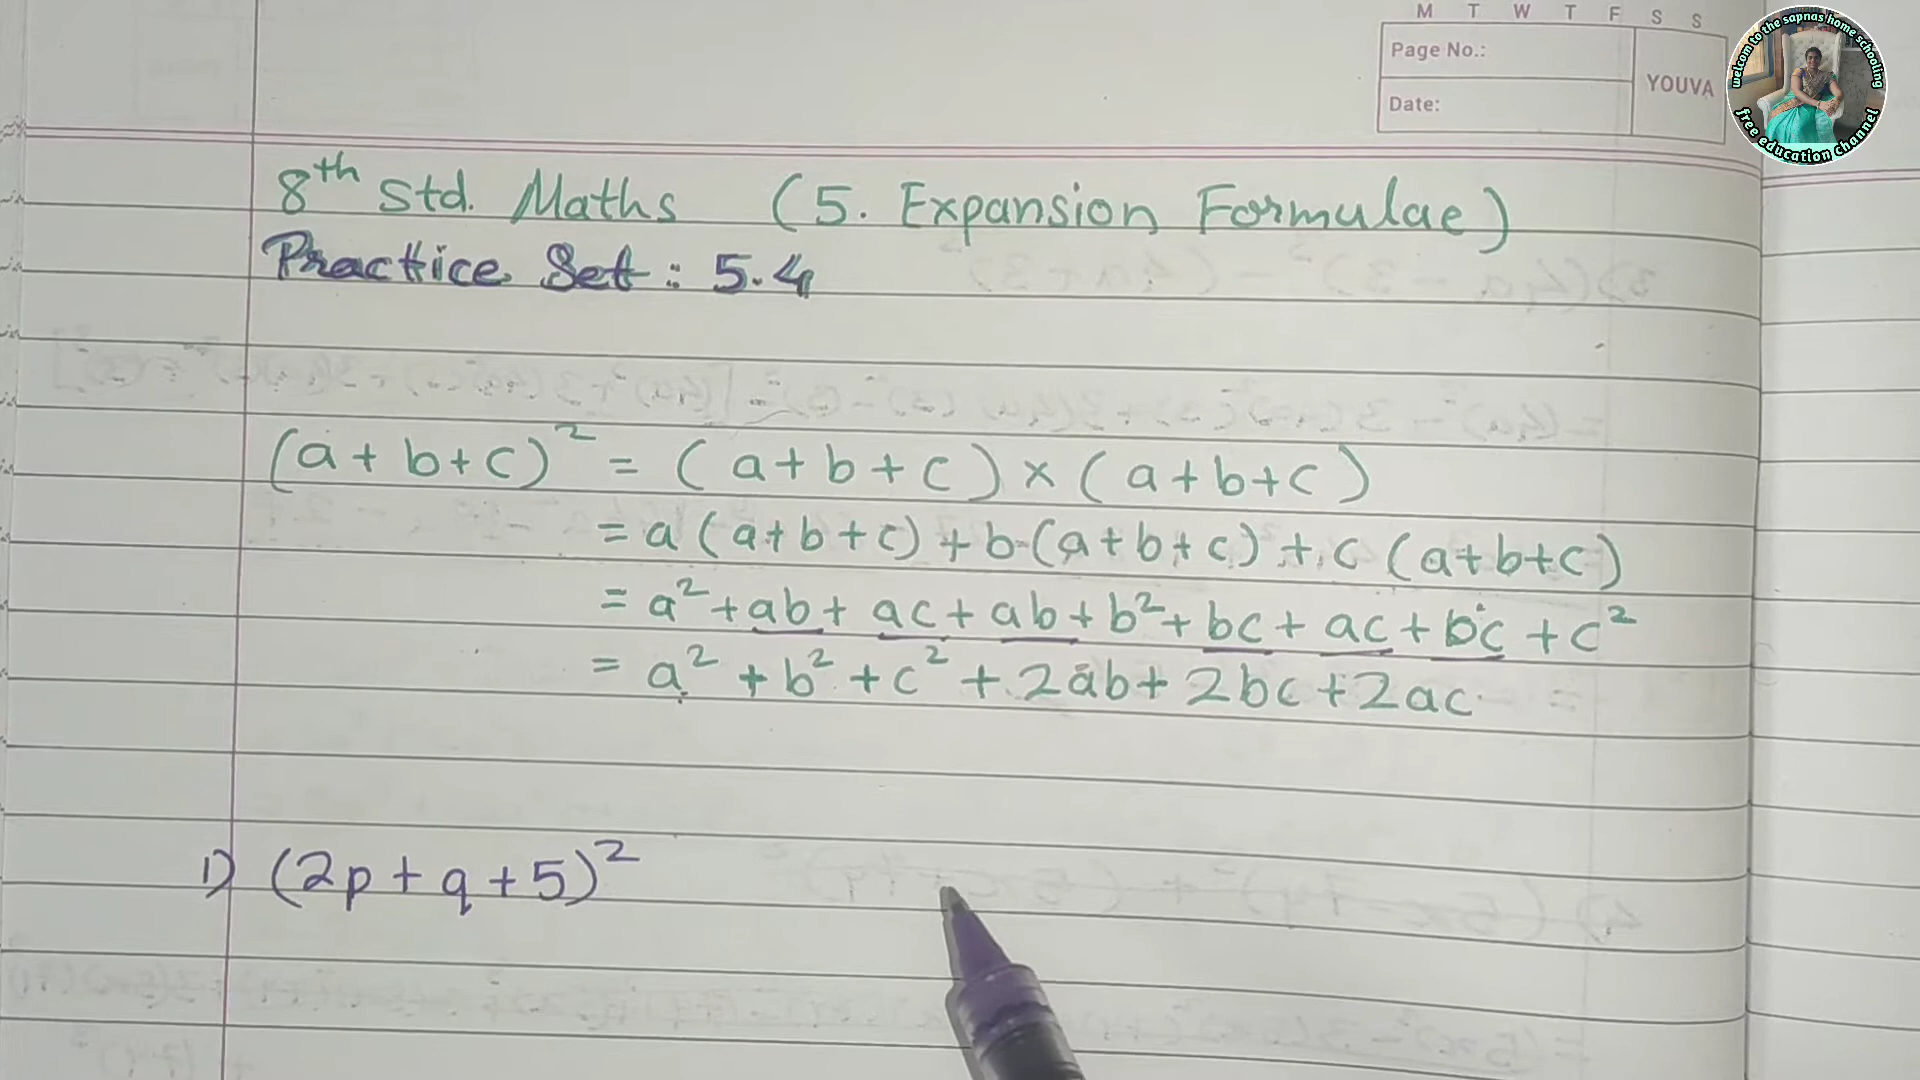 M T W T F S S
Page No.:
Date:
YOUVA
welcom to the sapnas home schooling
free education channel
8th std. Maths (5. Expansion Formulae)
Practice Set : 5.4
(a + b + c)² = (a + b + c) × (a + b + c)
= a (a + b + c) + b (a + b + c) + c (a + b + c)
= a² + ab + ac + ab + b² + bc + ac + bc + c²
= a² + b² + c² + 2ab + 2bc + 2ac
1) (2p + q + 5)²